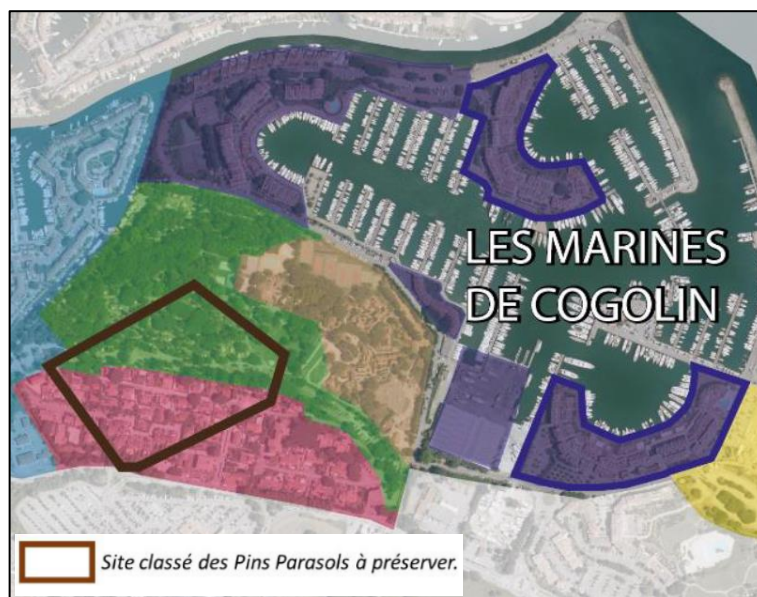 LES MARINES
DE COGOLIN
Site classé des Pins Parasols à préserver.